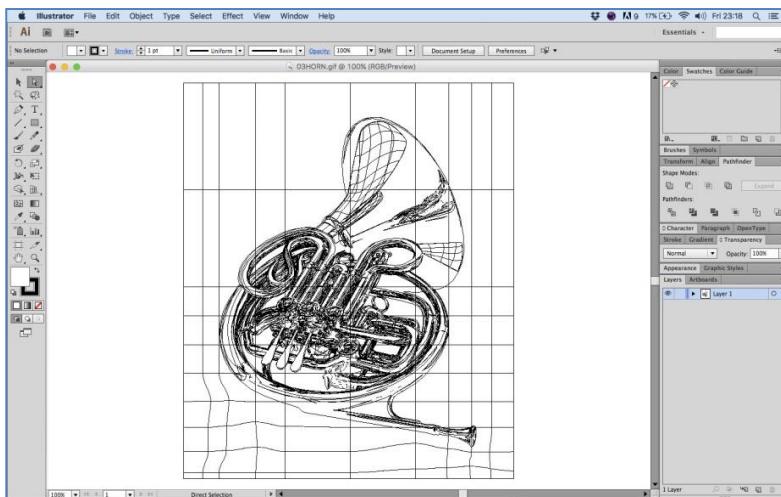 Illustrator File Edit Object Type Select Effect View Window Help
9 17% Fri 23:18
Ai Essentials
No Selection Stroke: 1 pt Uniform Basic Opacity: 100% Style: Document Setup Preferences
03HORN.gif @ 100% (RGB/Preview)
Color Swatches Color Guide
Brushes Symbols
Transform Align Pathfinder
Shape Modes:
Expand
Pathfinders:
Character Paragraph OpenType
Stroke Gradient Transparency
Normal Opacity: 100%
Appearance Graphic Styles
Layers Artboards
Layer 1
1 Layer
100% 1 Direct Selection